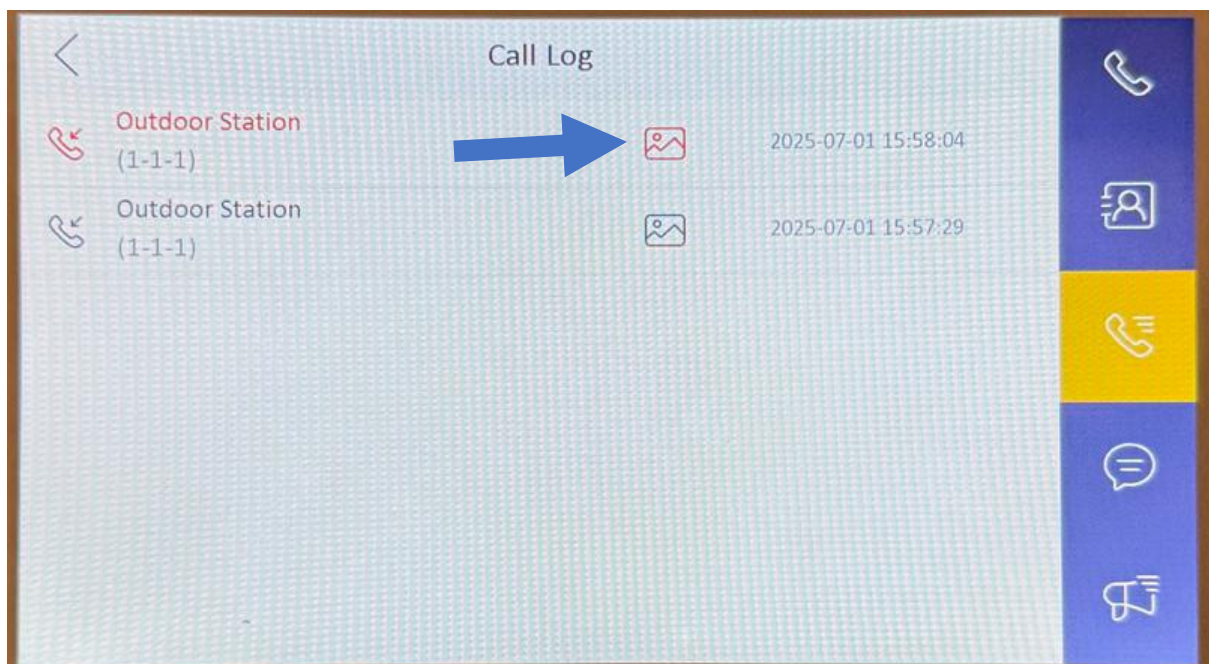 Call Log
Outdoor Station
(1-1-1)
2025-07-01 15:58:04
Outdoor Station
(1-1-1)
2025-07-01 15:57:29